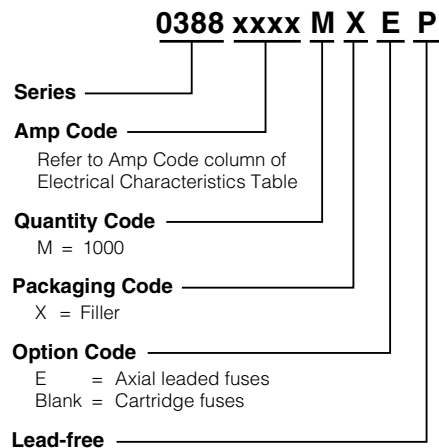 0388 xxxx M X E P
Series
Amp Code
Refer to Amp Code column of
Electrical Characteristics Table
Quantity Code
M = 1000
Packaging Code
X = Filler
Option Code
E = Axial leaded fuses
Blank = Cartridge fuses
Lead-free